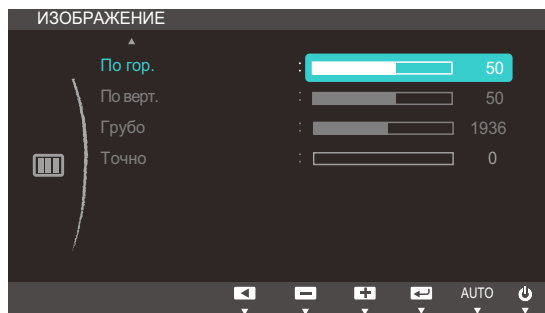 ИЗОБРАЖЕНИЕ
По гор. : 50
По верт. : 50
Грубо : 1936
Точно : 0
AUTO